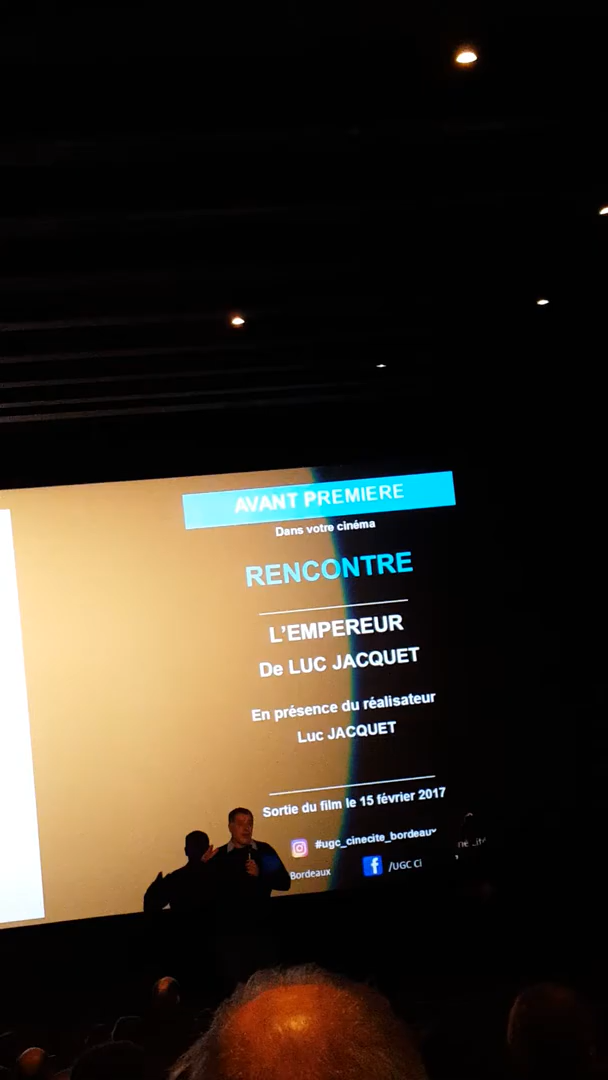 AVANT PREMIERE
Dans votre cinéma
RENCONTRE
L'EMPEREUR
De LUC JACQUET
En présence du réalisateur
Luc JACQUET
Sortie du film le 15 février 2017
#ugc_cinecite_bordeaux
Bordeaux
/UGC Ci